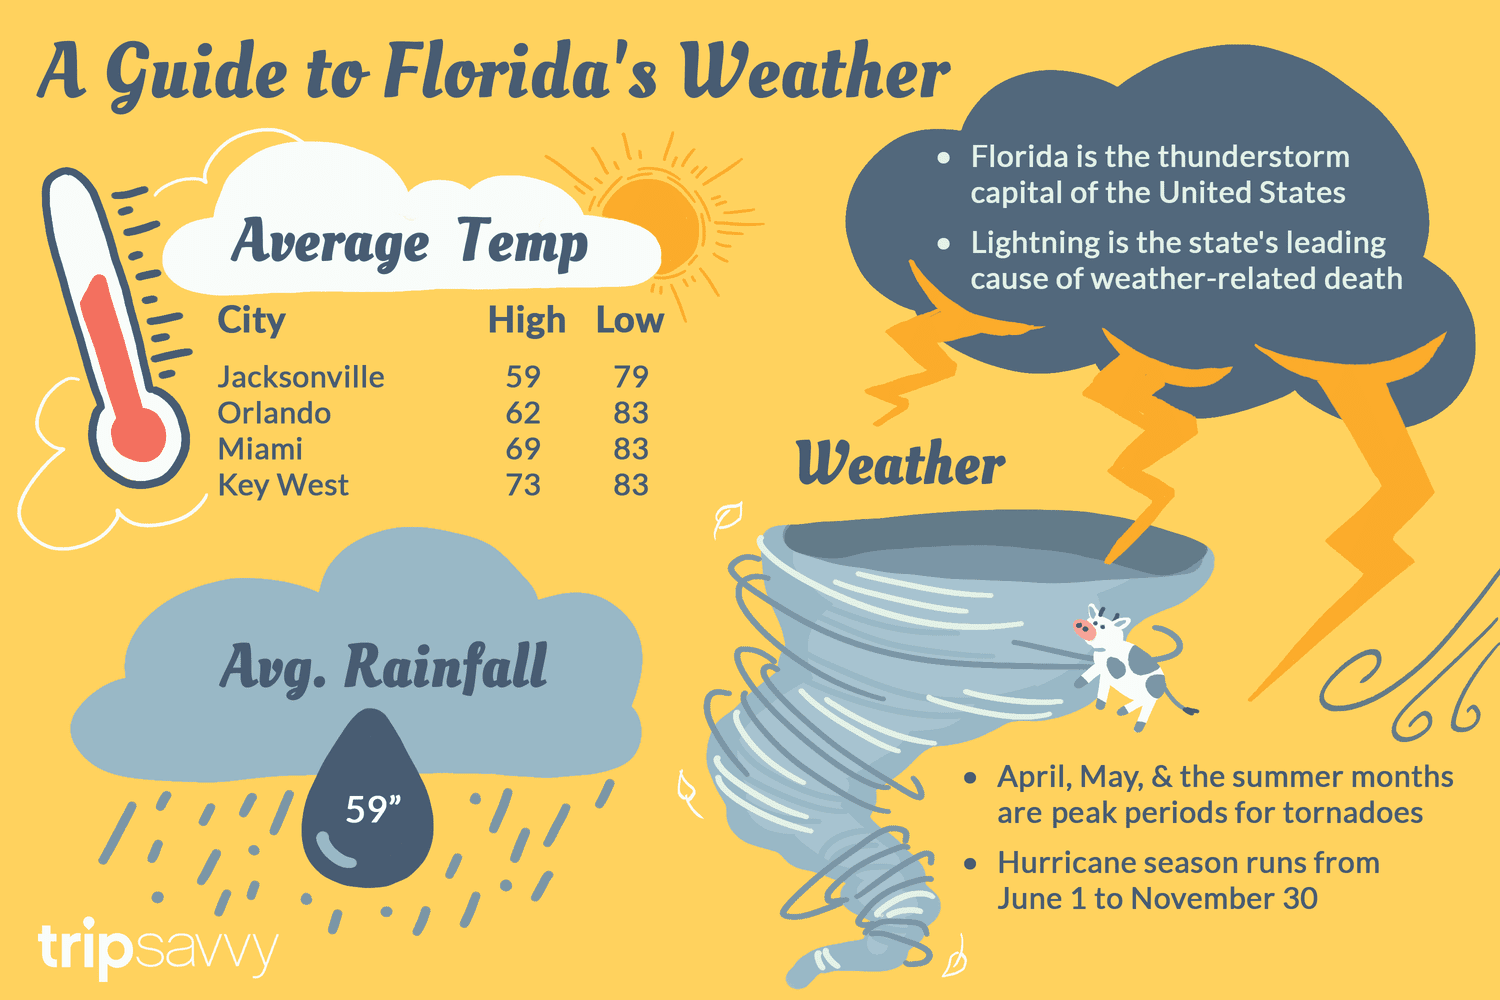 A Guide to Florida's Weather
Average Temp
City High Low
Jacksonville 59 79
Orlando 62 83
Miami 69 83
Key West 73 83
Avg. Rainfall
59”
tripsavvy
• Florida is the thunderstorm
capital of the United States
• Lightning is the state's leading
cause of weather-related death
Weather
• April, May, & the summer months
are peak periods for tornadoes
• Hurricane season runs from
June 1 to November 30